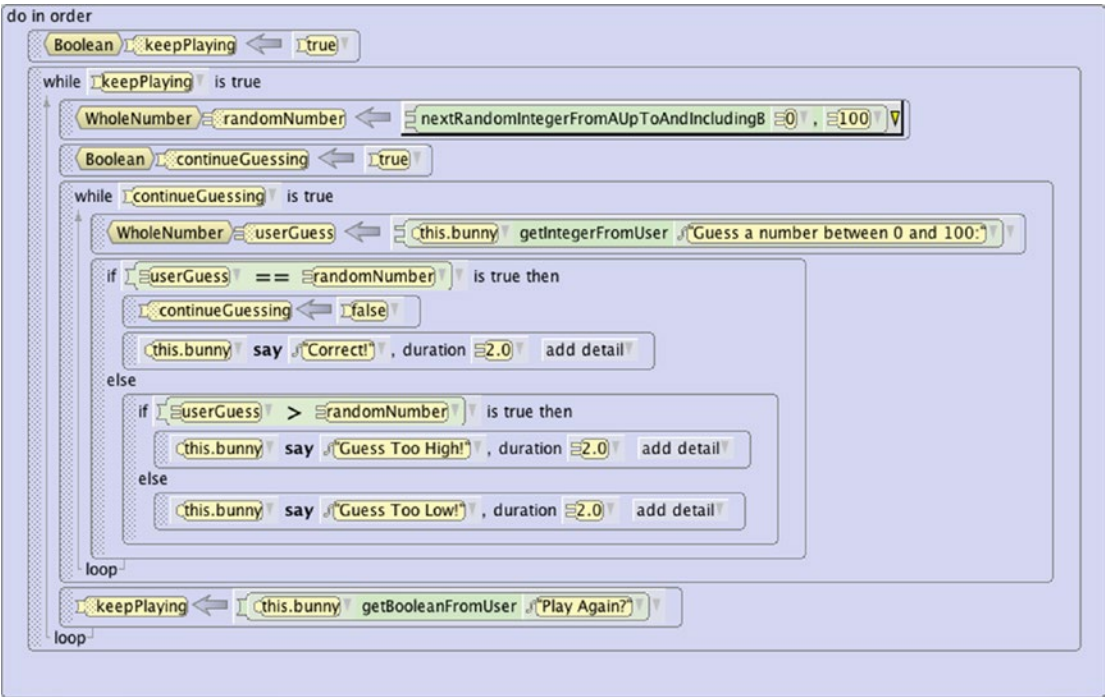 do in order
Boolean keepPlaying true
while keepPlaying is true
WholeNumber randomNumber nextRandomIntegerFromAUpToAndIncludingB 0 , 100
Boolean continueGuessing true
while continueGuessing is true
WholeNumber userGuess this.bunny getIntegerFromUser "Guess a number between 0 and 100:"
if userGuess == randomNumber is true then
continueGuessing false
this.bunny say "Correct!" , duration 2.0 add detail
else
if userGuess > randomNumber is true then
this.bunny say "Guess Too High!" , duration 2.0 add detail
else
this.bunny say "Guess Too Low!" , duration 2.0 add detail
loop
keepPlaying this.bunny getBooleanFromUser "Play Again?"
loop